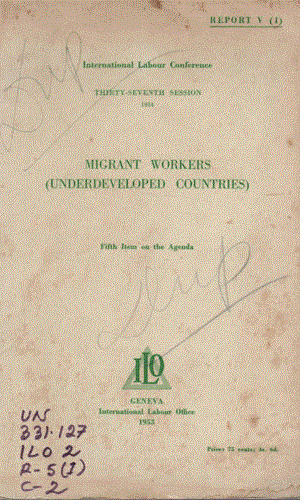 REPORT V (1)
International Labour Conference
THIRTY-SEVENTH SESSION
1954
MIGRANT WORKERS
(UNDERDEVELOPED COUNTRIES)
Fifth Item on the Agenda
Dup
ILO
GENEVA
International Labour Office
1953
Price: 75 cents; 4s. 6d.
UN
331.127
ILO 2
R-5(1)
C-2